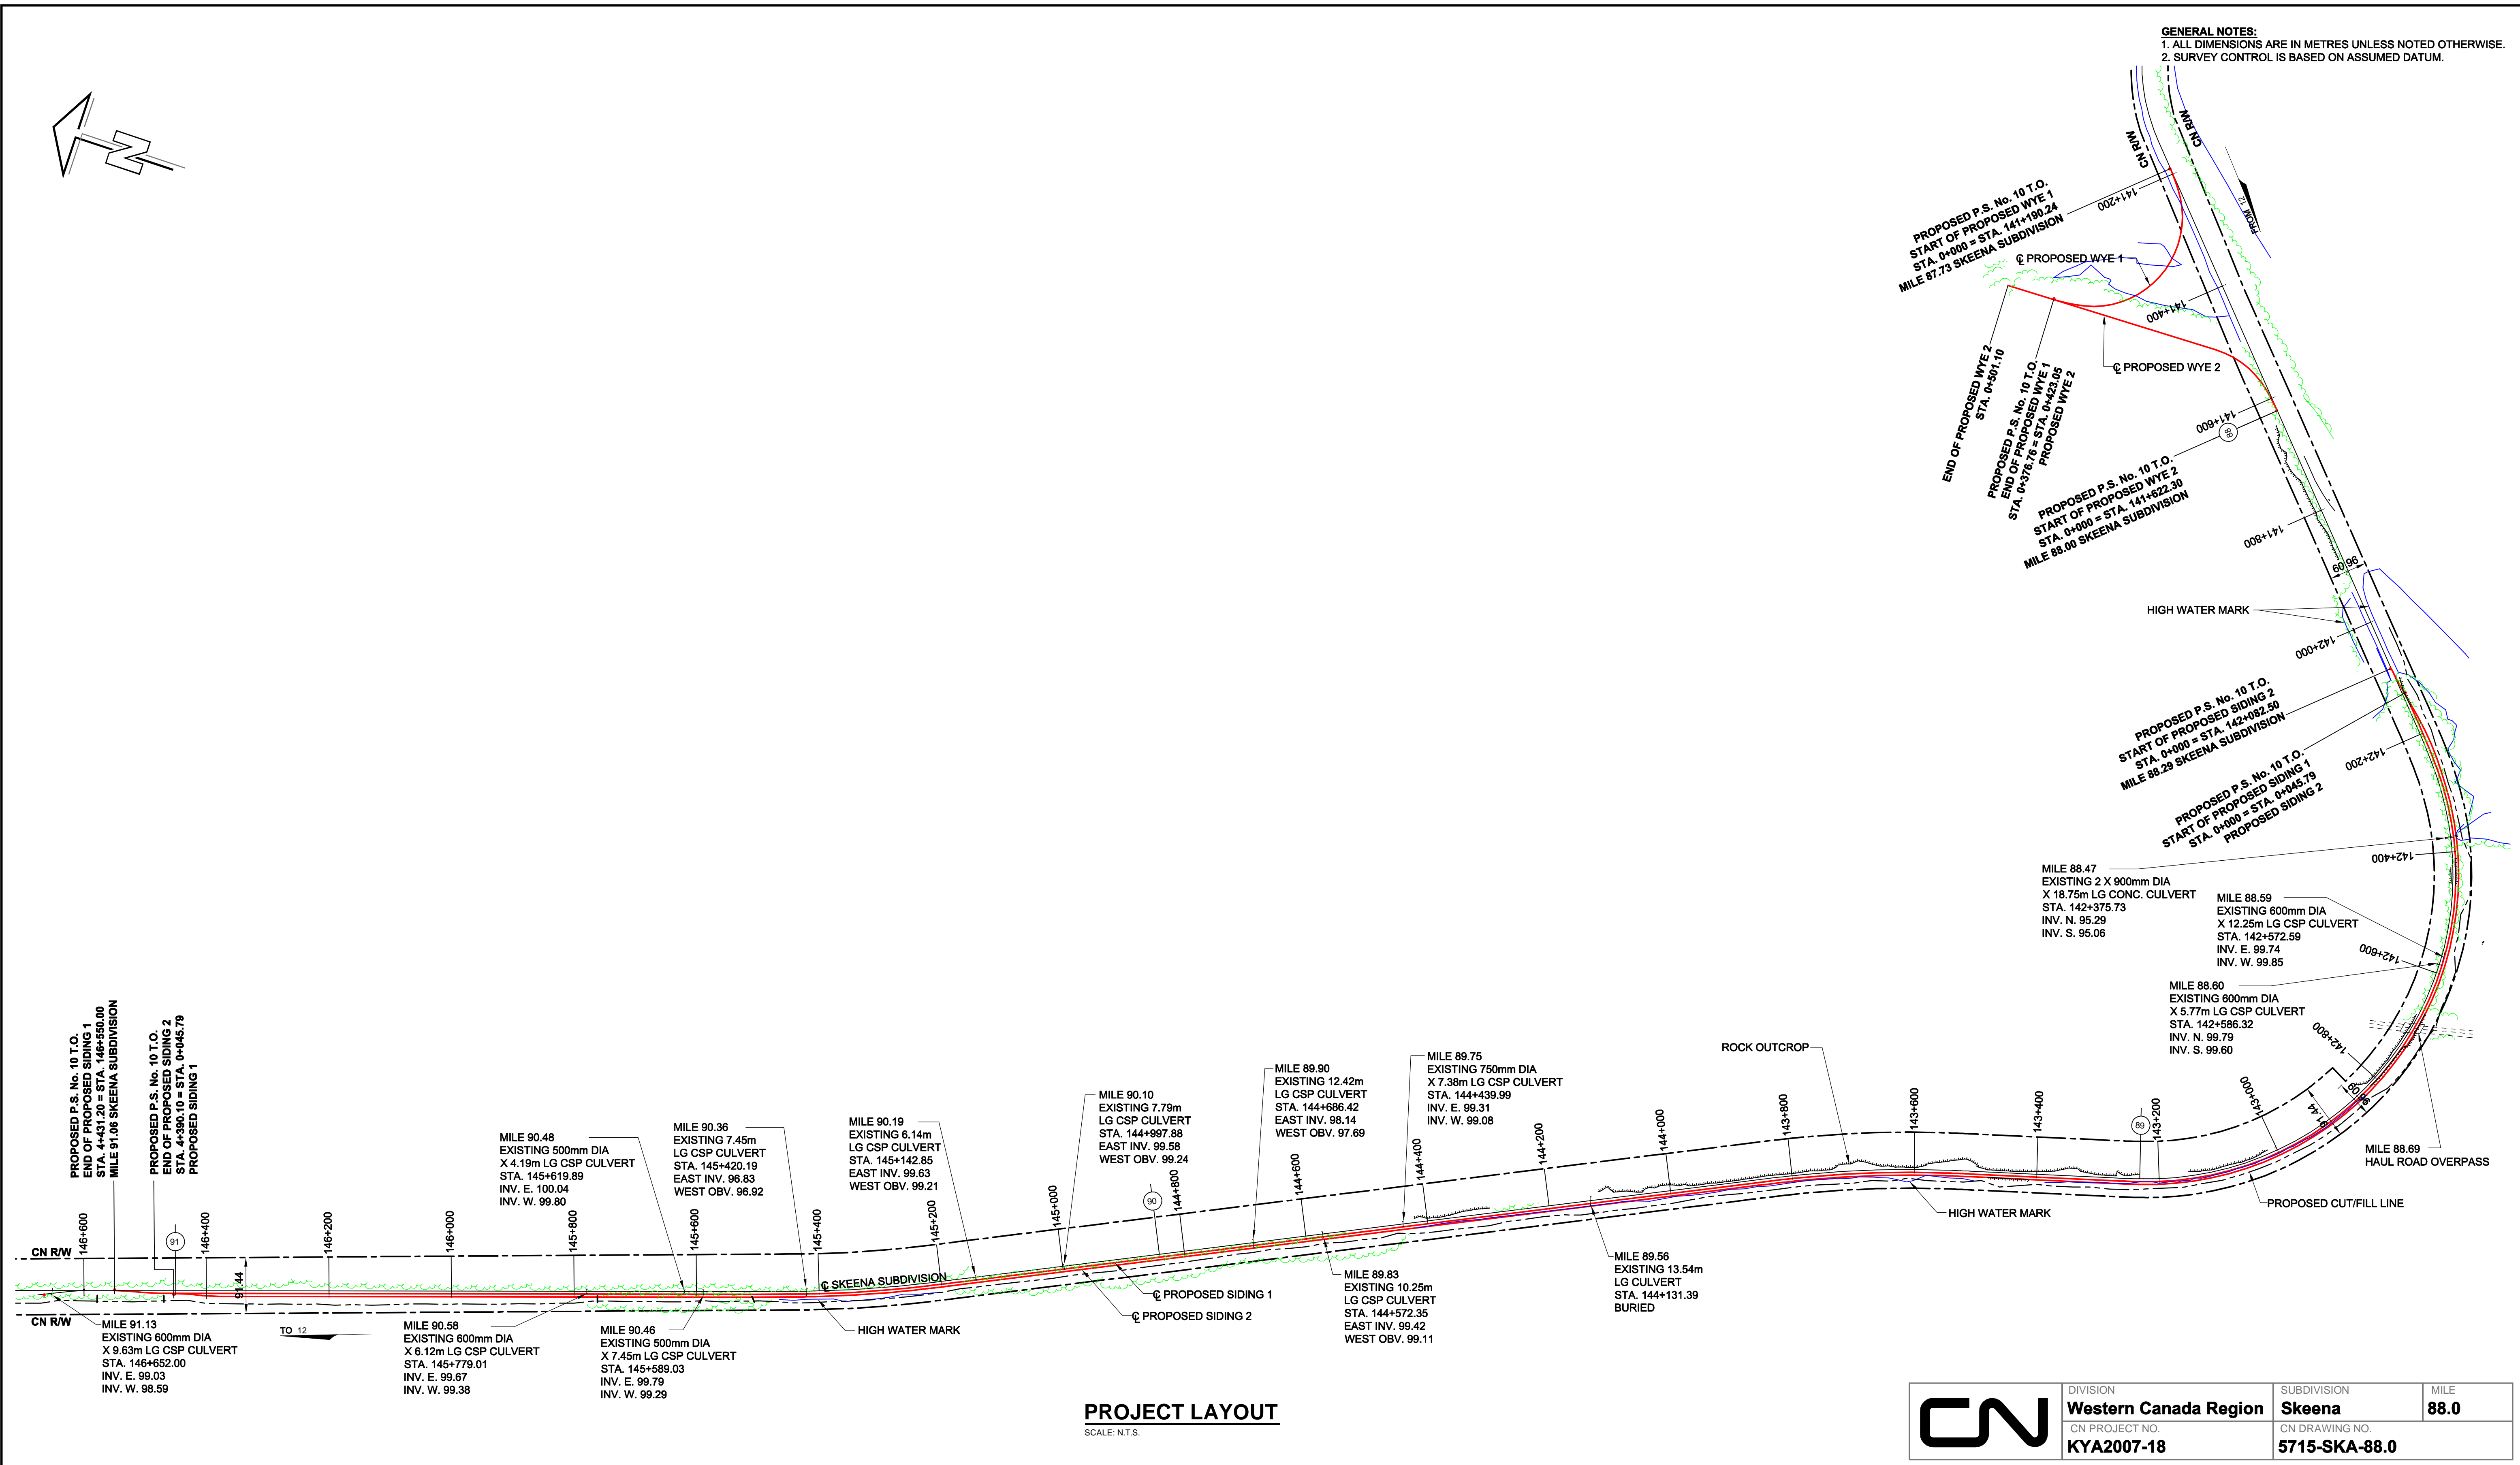 GENERAL NOTES:
1. ALL DIMENSIONS ARE IN METRES UNLESS NOTED OTHERWISE.
2. SURVEY CONTROL IS BASED ON ASSUMED DATUM.
N
CN R/W
CN R/W
FROM 12
PROPOSED P.S. No. 10 T.O.
START OF PROPOSED WYE 1
STA. 0+000 = STA. 141+190.24
MILE 87.73 SKEENA SUBDIVISION
141+200
℄ PROPOSED WYE 1
141+400
℄ PROPOSED WYE 2
END OF PROPOSED WYE 2
STA. 0+501.10
PROPOSED P.S. No. 10 T.O.
END OF PROPOSED WYE 1
STA. 0+376.76 = STA. 0+423.05
PROPOSED WYE 2
141+600
88
PROPOSED P.S. No. 10 T.O.
START OF PROPOSED WYE 2
STA. 0+000 = STA. 141+622.30
MILE 88.00 SKEENA SUBDIVISION
141+800
60.96
HIGH WATER MARK
142+000
PROPOSED P.S. No. 10 T.O.
START OF PROPOSED SIDING 2
STA. 0+000 = STA. 142+082.50
MILE 88.29 SKEENA SUBDIVISION
142+200
PROPOSED P.S. No. 10 T.O.
START OF PROPOSED SIDING 1
STA. 0+000 = STA. 0+045.79
PROPOSED SIDING 2
142+400
MILE 88.47
EXISTING 2 X 900mm DIA
X 18.75m LG CONC. CULVERT
STA. 142+375.73
INV. N. 95.29
INV. S. 95.06
MILE 88.59
EXISTING 600mm DIA
X 12.25m LG CSP CULVERT
STA. 142+572.59
INV. E. 99.74
INV. W. 99.85
142+600
MILE 88.60
EXISTING 600mm DIA
X 5.77m LG CSP CULVERT
STA. 142+586.32
INV. N. 99.79
INV. S. 99.60
142+800
60.96
91.44
143+000
MILE 88.69
HAUL ROAD OVERPASS
PROPOSED CUT/FILL LINE
PROPOSED P.S. No. 10 T.O.
END OF PROPOSED SIDING 1
STA. 4+431.20 = STA. 146+550.00
MILE 91.06 SKEENA SUBDIVISION
PROPOSED P.S. No. 10 T.O.
END OF PROPOSED SIDING 2
STA. 4+390.10 = STA. 0+045.79
PROPOSED SIDING 1
MILE 90.48
EXISTING 500mm DIA
X 4.19m LG CSP CULVERT
STA. 145+619.89
INV. E. 100.04
INV. W. 99.80
MILE 90.36
EXISTING 7.45m
LG CSP CULVERT
STA. 145+420.19
EAST INV. 96.83
WEST OBV. 96.92
MILE 90.19
EXISTING 6.14m
LG CSP CULVERT
STA. 145+142.85
EAST INV. 99.63
WEST OBV. 99.21
MILE 90.10
EXISTING 7.79m
LG CSP CULVERT
STA. 144+997.88
EAST INV. 99.58
WEST OBV. 99.24
MILE 89.90
EXISTING 12.42m
LG CSP CULVERT
STA. 144+686.42
EAST INV. 98.14
WEST OBV. 97.69
MILE 89.75
EXISTING 750mm DIA
X 7.38m LG CSP CULVERT
STA. 144+439.99
INV. E. 99.31
INV. W. 99.08
ROCK OUTCROP
CN R/W
146+600
91
146+400
91.44
146+200
146+000
145+800
145+600
145+400
145+200
145+000
90
144+800
144+600
144+400
144+200
144+000
143+800
143+600
143+400
89
143+200
℄ SKEENA SUBDIVISION
CN R/W
MILE 91.13
EXISTING 600mm DIA
X 9.63m LG CSP CULVERT
STA. 146+652.00
INV. E. 99.03
INV. W. 98.59
TO 12
MILE 90.58
EXISTING 600mm DIA
X 6.12m LG CSP CULVERT
STA. 145+779.01
INV. E. 99.67
INV. W. 99.38
MILE 90.46
EXISTING 500mm DIA
X 7.45m LG CSP CULVERT
STA. 145+589.03
INV. E. 99.79
INV. W. 99.29
HIGH WATER MARK
℄ PROPOSED SIDING 1
℄ PROPOSED SIDING 2
MILE 89.83
EXISTING 10.25m
LG CSP CULVERT
STA. 144+572.35
EAST INV. 99.42
WEST OBV. 99.11
MILE 89.56
EXISTING 13.54m
LG CULVERT
STA. 144+131.39
BURIED
HIGH WATER MARK
PROJECT LAYOUT
SCALE: N.T.S.
CN
DIVISION
Western Canada Region
SUBDIVISION
Skeena
MILE
88.0
CN PROJECT NO.
KYA2007-18
CN DRAWING NO.
5715-SKA-88.0